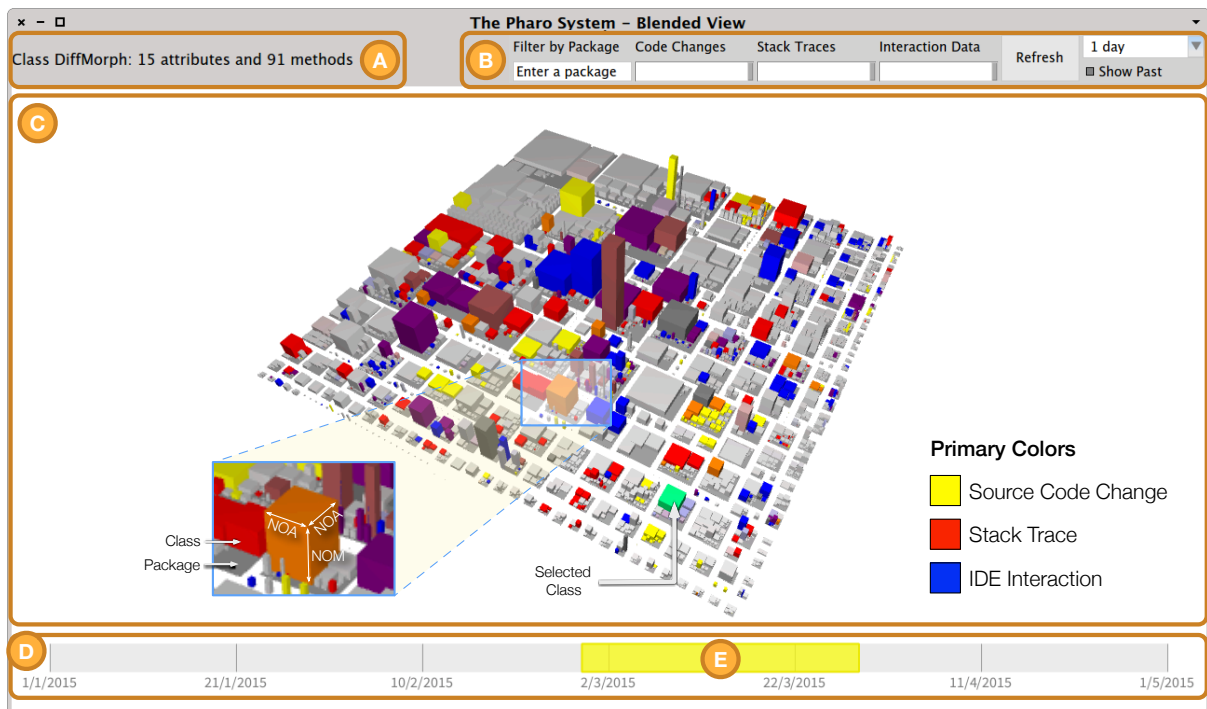 The Pharo System – Blended View
Class DiffMorph: 15 attributes and 91 methods
A
B
Filter by Package
Code Changes
Stack Traces
Interaction Data
Enter a package
Refresh
1 day
Show Past
C
NOA
NOA
NOM
Class
Package
Selected
Class
Primary Colors
Source Code Change
Stack Trace
IDE Interaction
D
E
1/1/2015
21/1/2015
10/2/2015
2/3/2015
22/3/2015
11/4/2015
1/5/2015